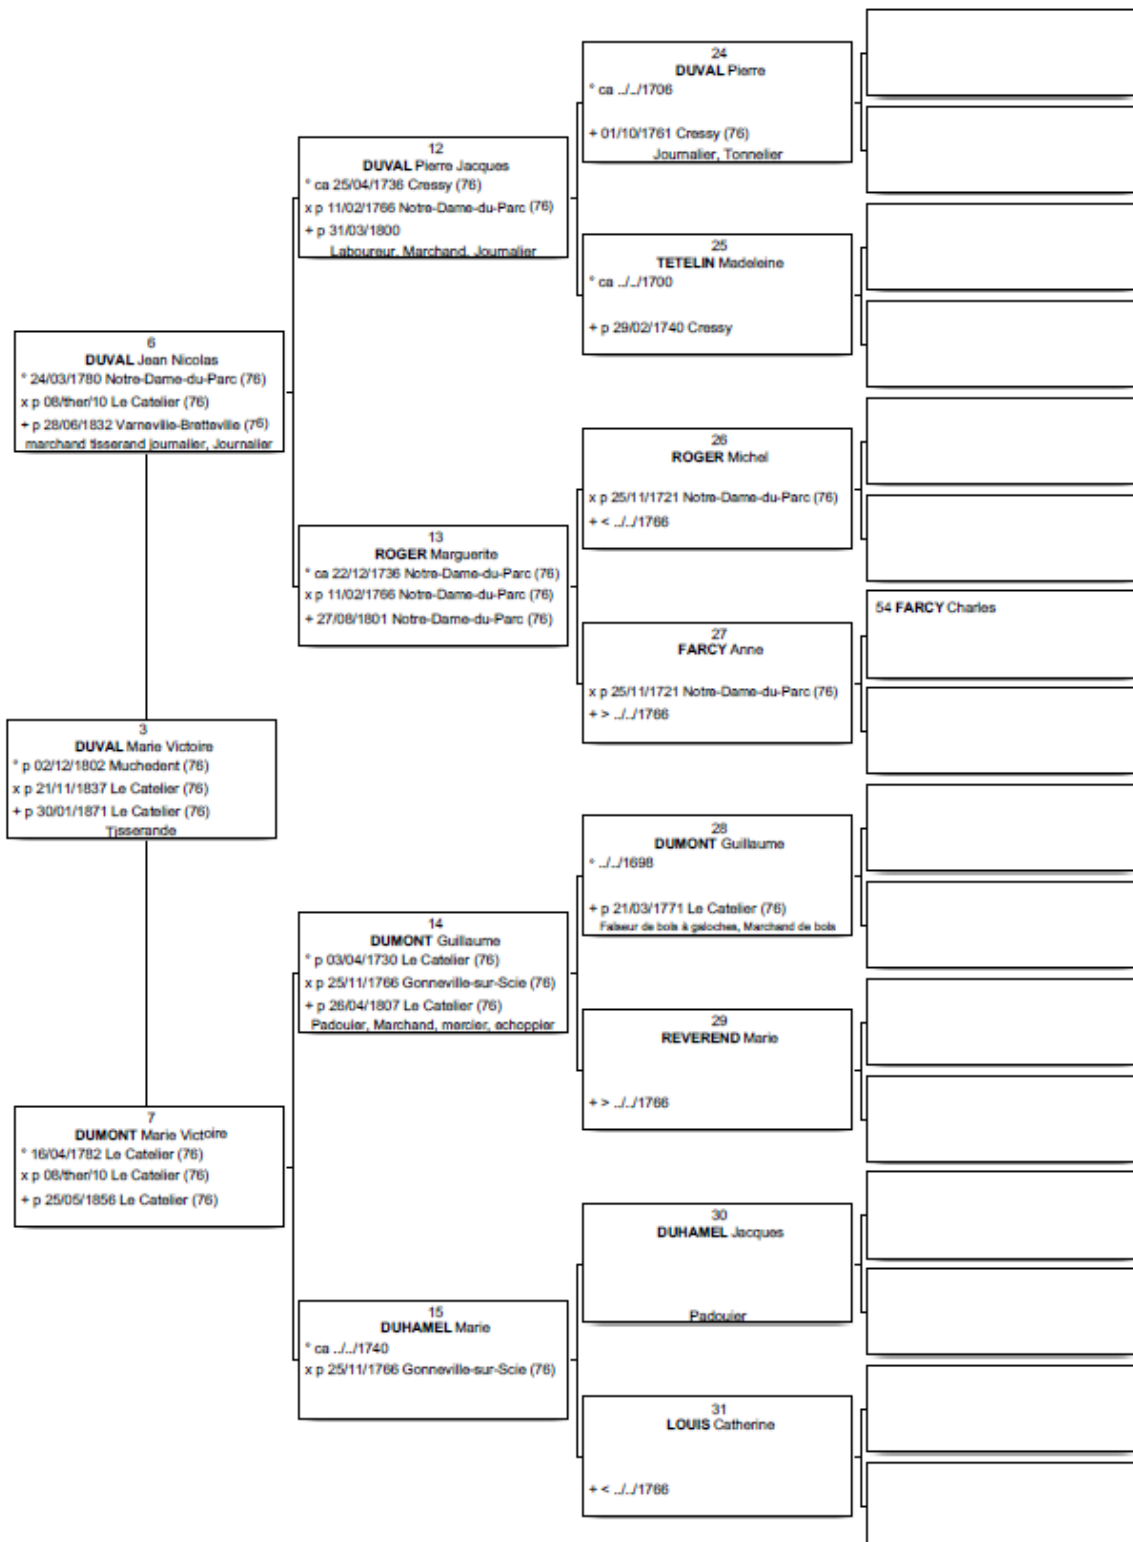 24
DUVAL Pierre
° ca ../../1706
+ 01/10/1761 Cressy (76)
Journalier, Tonnelier
12
DUVAL Pierre Jacques
° ca 25/04/1736 Cressy (76)
x p 11/02/1766 Notre-Dame-du-Parc (76)
+ p 31/03/1800
Laboureur, Marchand, Journalier
25
TETELIN Madeleine
° ca ../../1700
+ p 29/02/1740 Cressy
6
DUVAL Jean Nicolas
° 24/03/1780 Notre-Dame-du-Parc (76)
x p 08/ther/10 Le Catelier (76)
+ p 28/06/1832 Varneville-Bretteville (76)
marchand tisserand journalier, Journalier
26
ROGER Michel
x p 25/11/1721 Notre-Dame-du-Parc (76)
+ < ../../1766
13
ROGER Marguerite
° ca 22/12/1736 Notre-Dame-du-Parc (76)
x p 11/02/1766 Notre-Dame-du-Parc (76)
+ 27/08/1801 Notre-Dame-du-Parc (76)
54 FARCY Charles
27
FARCY Anne
x p 25/11/1721 Notre-Dame-du-Parc (76)
+ > ../../1766
3
DUVAL Marie Victoire
° p 02/12/1802 Muchedent (76)
x p 21/11/1837 Le Catelier (76)
+ p 30/01/1871 Le Catelier (76)
Tisserande
28
DUMONT Guillaume
° ../../1698
+ p 21/03/1771 Le Catelier (76)
Faiseur de bois à galoches, Marchand de bois
14
DUMONT Guillaume
° p 03/04/1730 Le Catelier (76)
x p 25/11/1766 Gonneville-sur-Scie (76)
+ p 26/04/1807 Le Catelier (76)
Padouier, Marchand, mercier, echoppier
29
REVEREND Marie
+ > ../../1766
7
DUMONT Marie Victoire
° 16/04/1782 Le Catelier (76)
x p 08/ther/10 Le Catelier (76)
+ p 25/05/1856 Le Catelier (76)
30
DUHAMEL Jacques
Padouier
15
DUHAMEL Marie
° ca ../../1740
x p 25/11/1766 Gonneville-sur-Scie (76)
31
LOUIS Catherine
+ < ../../1766